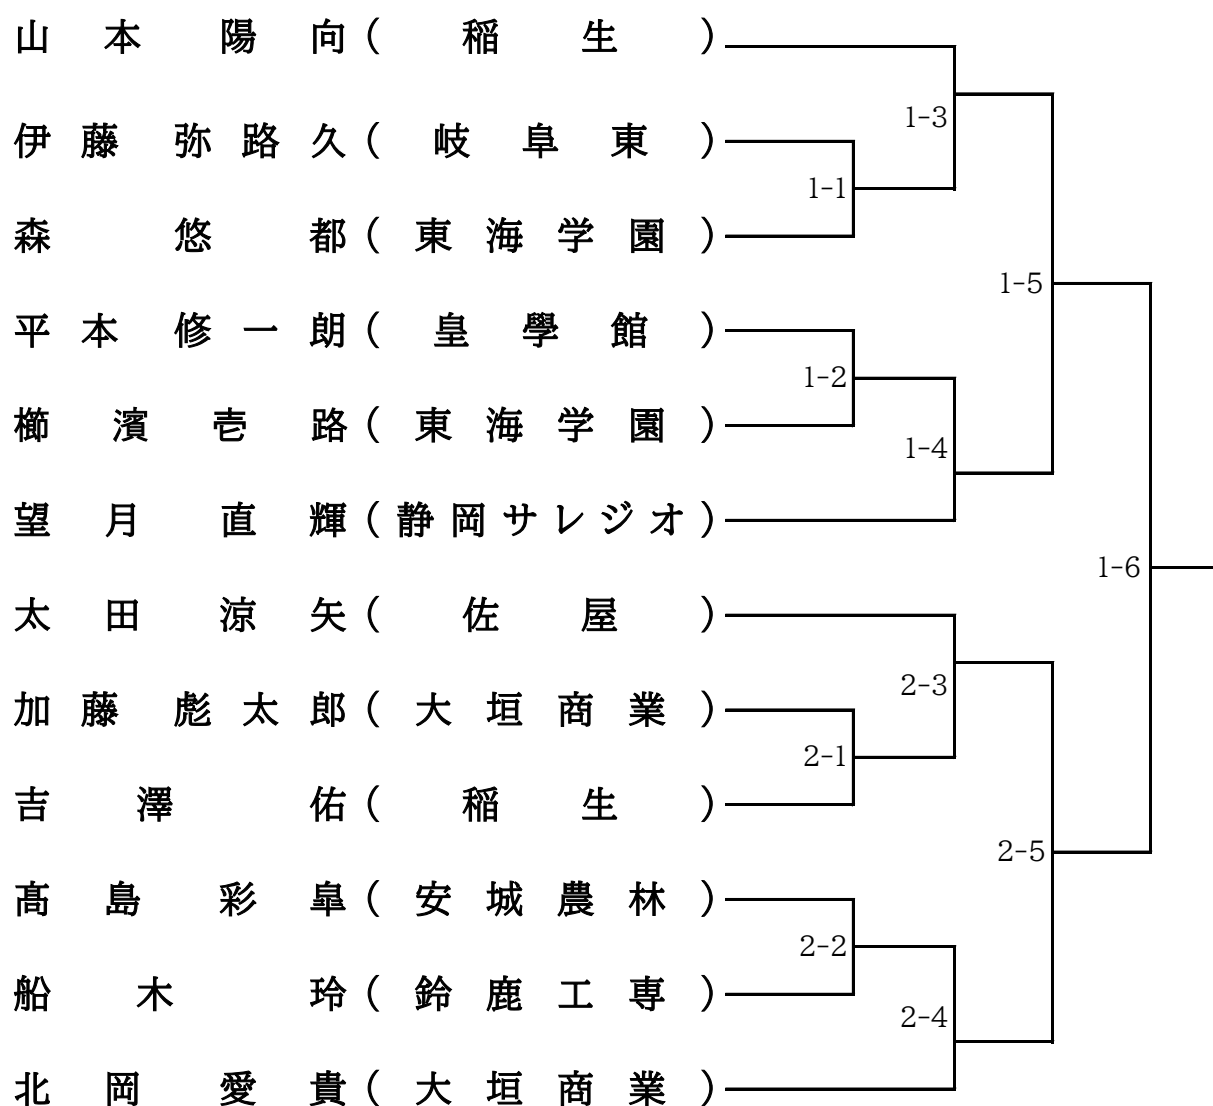 山本陽向(稲生)
1-3
伊藤弥路久(岐阜東)
1-1
森悠都(東海学園)
1-5
平本修一朗(皇學館)
1-2
櫛濱壱路(東海学園)
1-4
望月直輝(静岡サレジオ)
1-6
太田涼矢(佐屋)
2-3
加藤彪太郎(大垣商業)
2-1
吉澤佑(稲生)
2-5
髙島彩皐(安城農林)
2-2
船木玲(鈴鹿工専)
2-4
北岡愛貴(大垣商業)